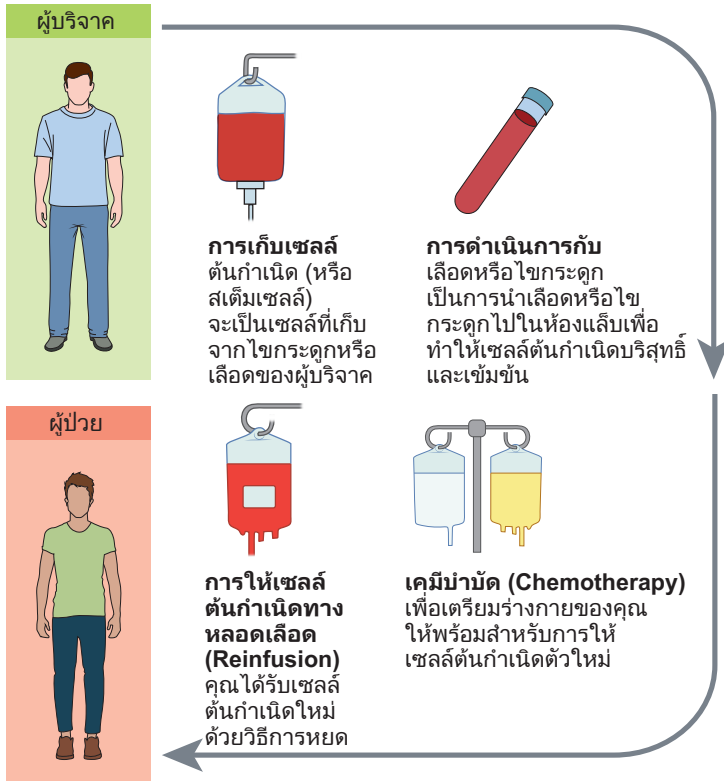 ผู้บริจาค
การเก็บเซลล์
ต้นกำเนิด (หรือ
สเต็มเซลล์)
จะเป็นเซลล์ที่เก็บ
จากไขกระดูกหรือ
เลือดของผู้บริจาค
การดำเนินการกับ
เลือดหรือไขกระดูก
เป็นการนำเลือดหรือไข
กระดูกไปในห้องแล็บเพื่อ
ทำให้เซลล์ต้นกำเนิดบริสุทธิ์
และเข้มข้น
ผู้ป่วย
การให้เซลล์
ต้นกำเนิดทาง
หลอดเลือด
(Reinfusion)
คุณได้รับเซลล์
ต้นกำเนิดใหม่
ด้วยวิธีการหยด
เคมีบำบัด (Chemotherapy)
เพื่อเตรียมร่างกายของคุณ
ให้พร้อมสำหรับการให้
เซลล์ต้นกำเนิดตัวใหม่